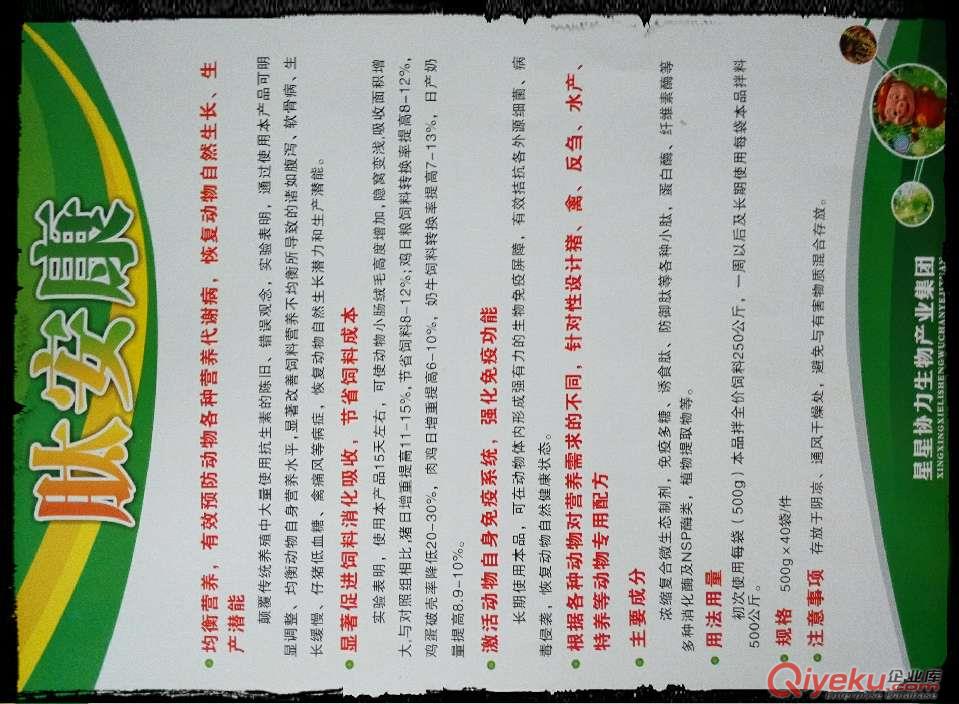 肽安康
均衡营养，有效预防动物各种营养代谢病，恢复动物自然生长、生
产潜能
颠覆传统养殖中大量使用抗生素的陈旧、错误观念，实验表明，通过使用本产品可明
显调整、均衡动物自身营养水平,显著改善饲料营养不均衡所导致的诸如腹泻、软骨病、生
长缓慢、仔猪低血糖、禽痛风等病症，恢复动物自然生长潜力和生产潜能。
显著促进饲料消化吸收，节省饲料成本
实验表明，使用本产品15天左右，可使动物小肠绒毛高度增加,隐窝变浅,吸收面积增
大,与对照组相比,猪日增重提高11-15%,节省饲料8-12%;鸡日粮饲料转换率提高8-12%,
鸡蛋破壳率降低20-30%，肉鸡日增重提高6-10%，奶牛饲料转换率提高7-13%，日产奶
量提高8.9-10%。
激活动物自身免疫系统，强化免疫功能
长期使用本品，可在动物体内形成强有力的生物免疫屏障，有效拮抗各外源细菌、病
毒侵袭，恢复动物自然健康状态。
根据各种动物对营养需求的不同，针对性设计猪、禽、反刍、水产、
特养等动物专用配方
主要成分
浓缩复合微生态制剂，免疫多糖、诱食肽、防御肽等各种小肽，蛋白酶、纤维素酶等
多种消化酶及NSP酶类，植物提取物等。
用法用量
初次使用每袋（500g）本品拌全价饲料250公斤，一周以后及长期使用每袋本品拌料
500公斤。
规格 500g×40袋/件
注意事项 存放于阴凉、通风干燥处，避免与有害物质混合存放。
星星协力生物产业集团
XINGXINGXIELISHENGWUCHANYEJITUAN
Qiyeku.com 企业库
Enterprise Database